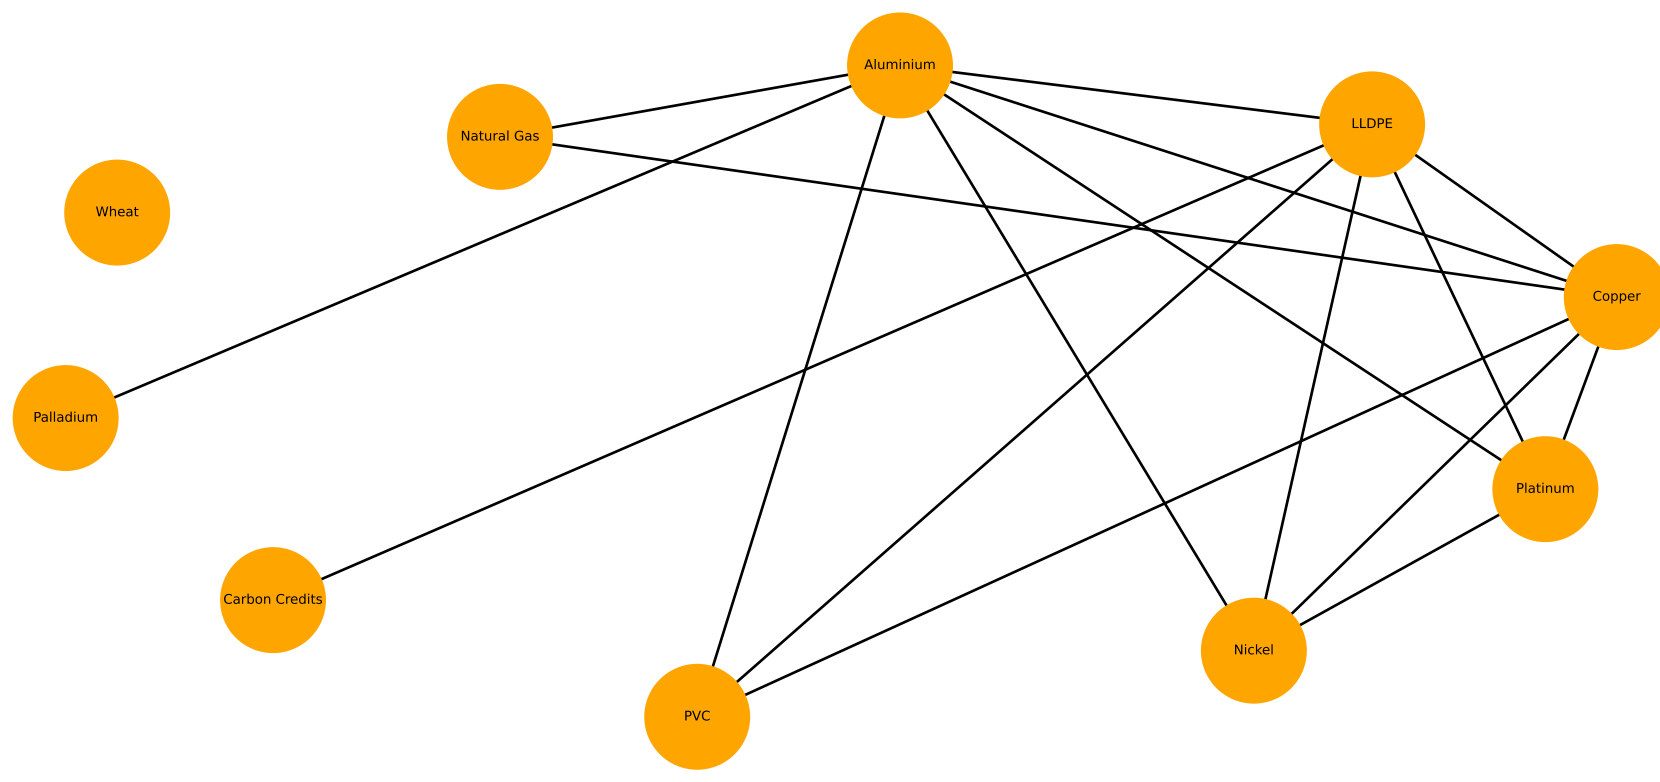 Aluminium
LLDPE
Natural Gas
Wheat
Copper
Palladium
Platinum
Carbon Credits
Nickel
PVC